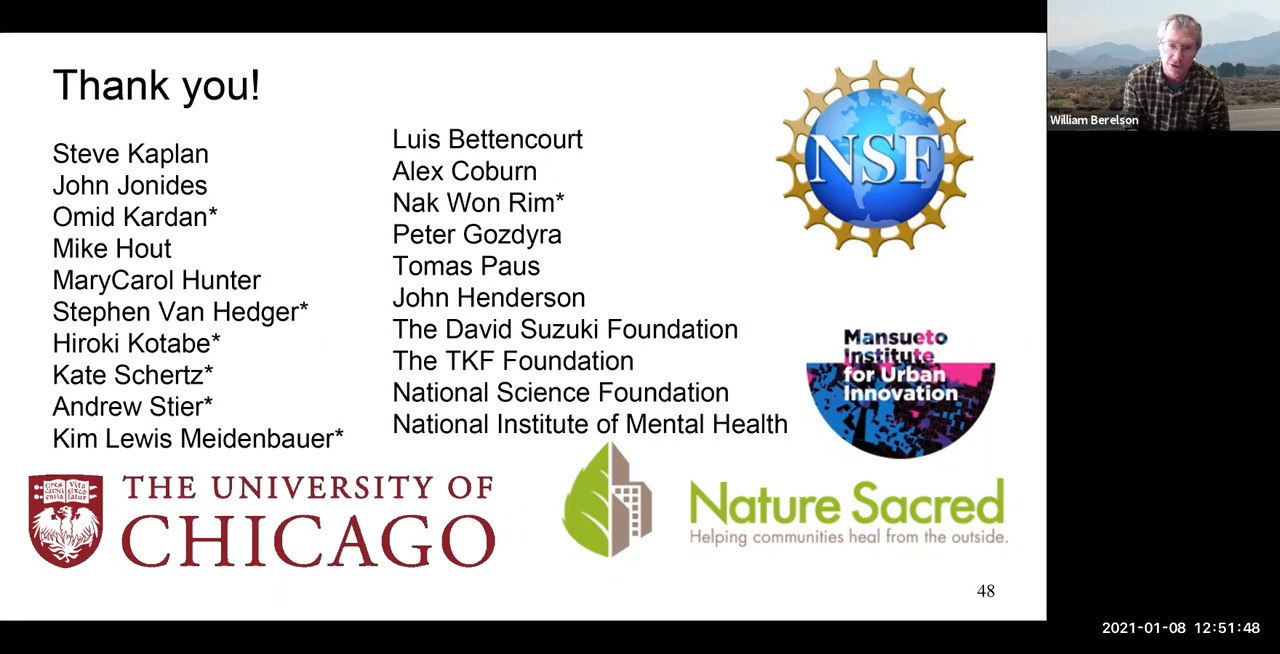 Thank you!
Steve Kaplan
John Jonides
Omid Kardan*
Mike Hout
MaryCarol Hunter
Stephen Van Hedger*
Hiroki Kotabe*
Kate Schertz*
Andrew Stier*
Kim Lewis Meidenbauer*
Luis Bettencourt
Alex Coburn
Nak Won Rim*
Peter Gozdyra
Tomas Paus
John Henderson
The David Suzuki Foundation
The TKF Foundation
National Science Foundation
National Institute of Mental Health
NSF
Mansueto
Institute
for Urban
Innovation
THE UNIVERSITY OF
CHICAGO
Nature Sacred
Helping communities heal from the outside.
48
William Berelson
2021-01-08 12:51:48